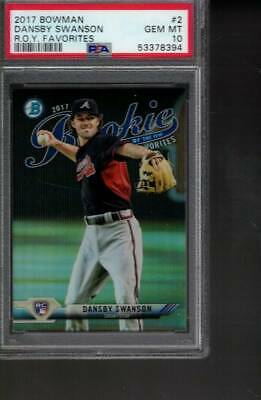 2017 BOWMAN #2
DANSBY SWANSON GEM MT
R.O.Y. FAVORITES PSA 10
53378394
2017
Rookie
OF THE YEAR
FAVORITES
RC
DANSBY SWANSON